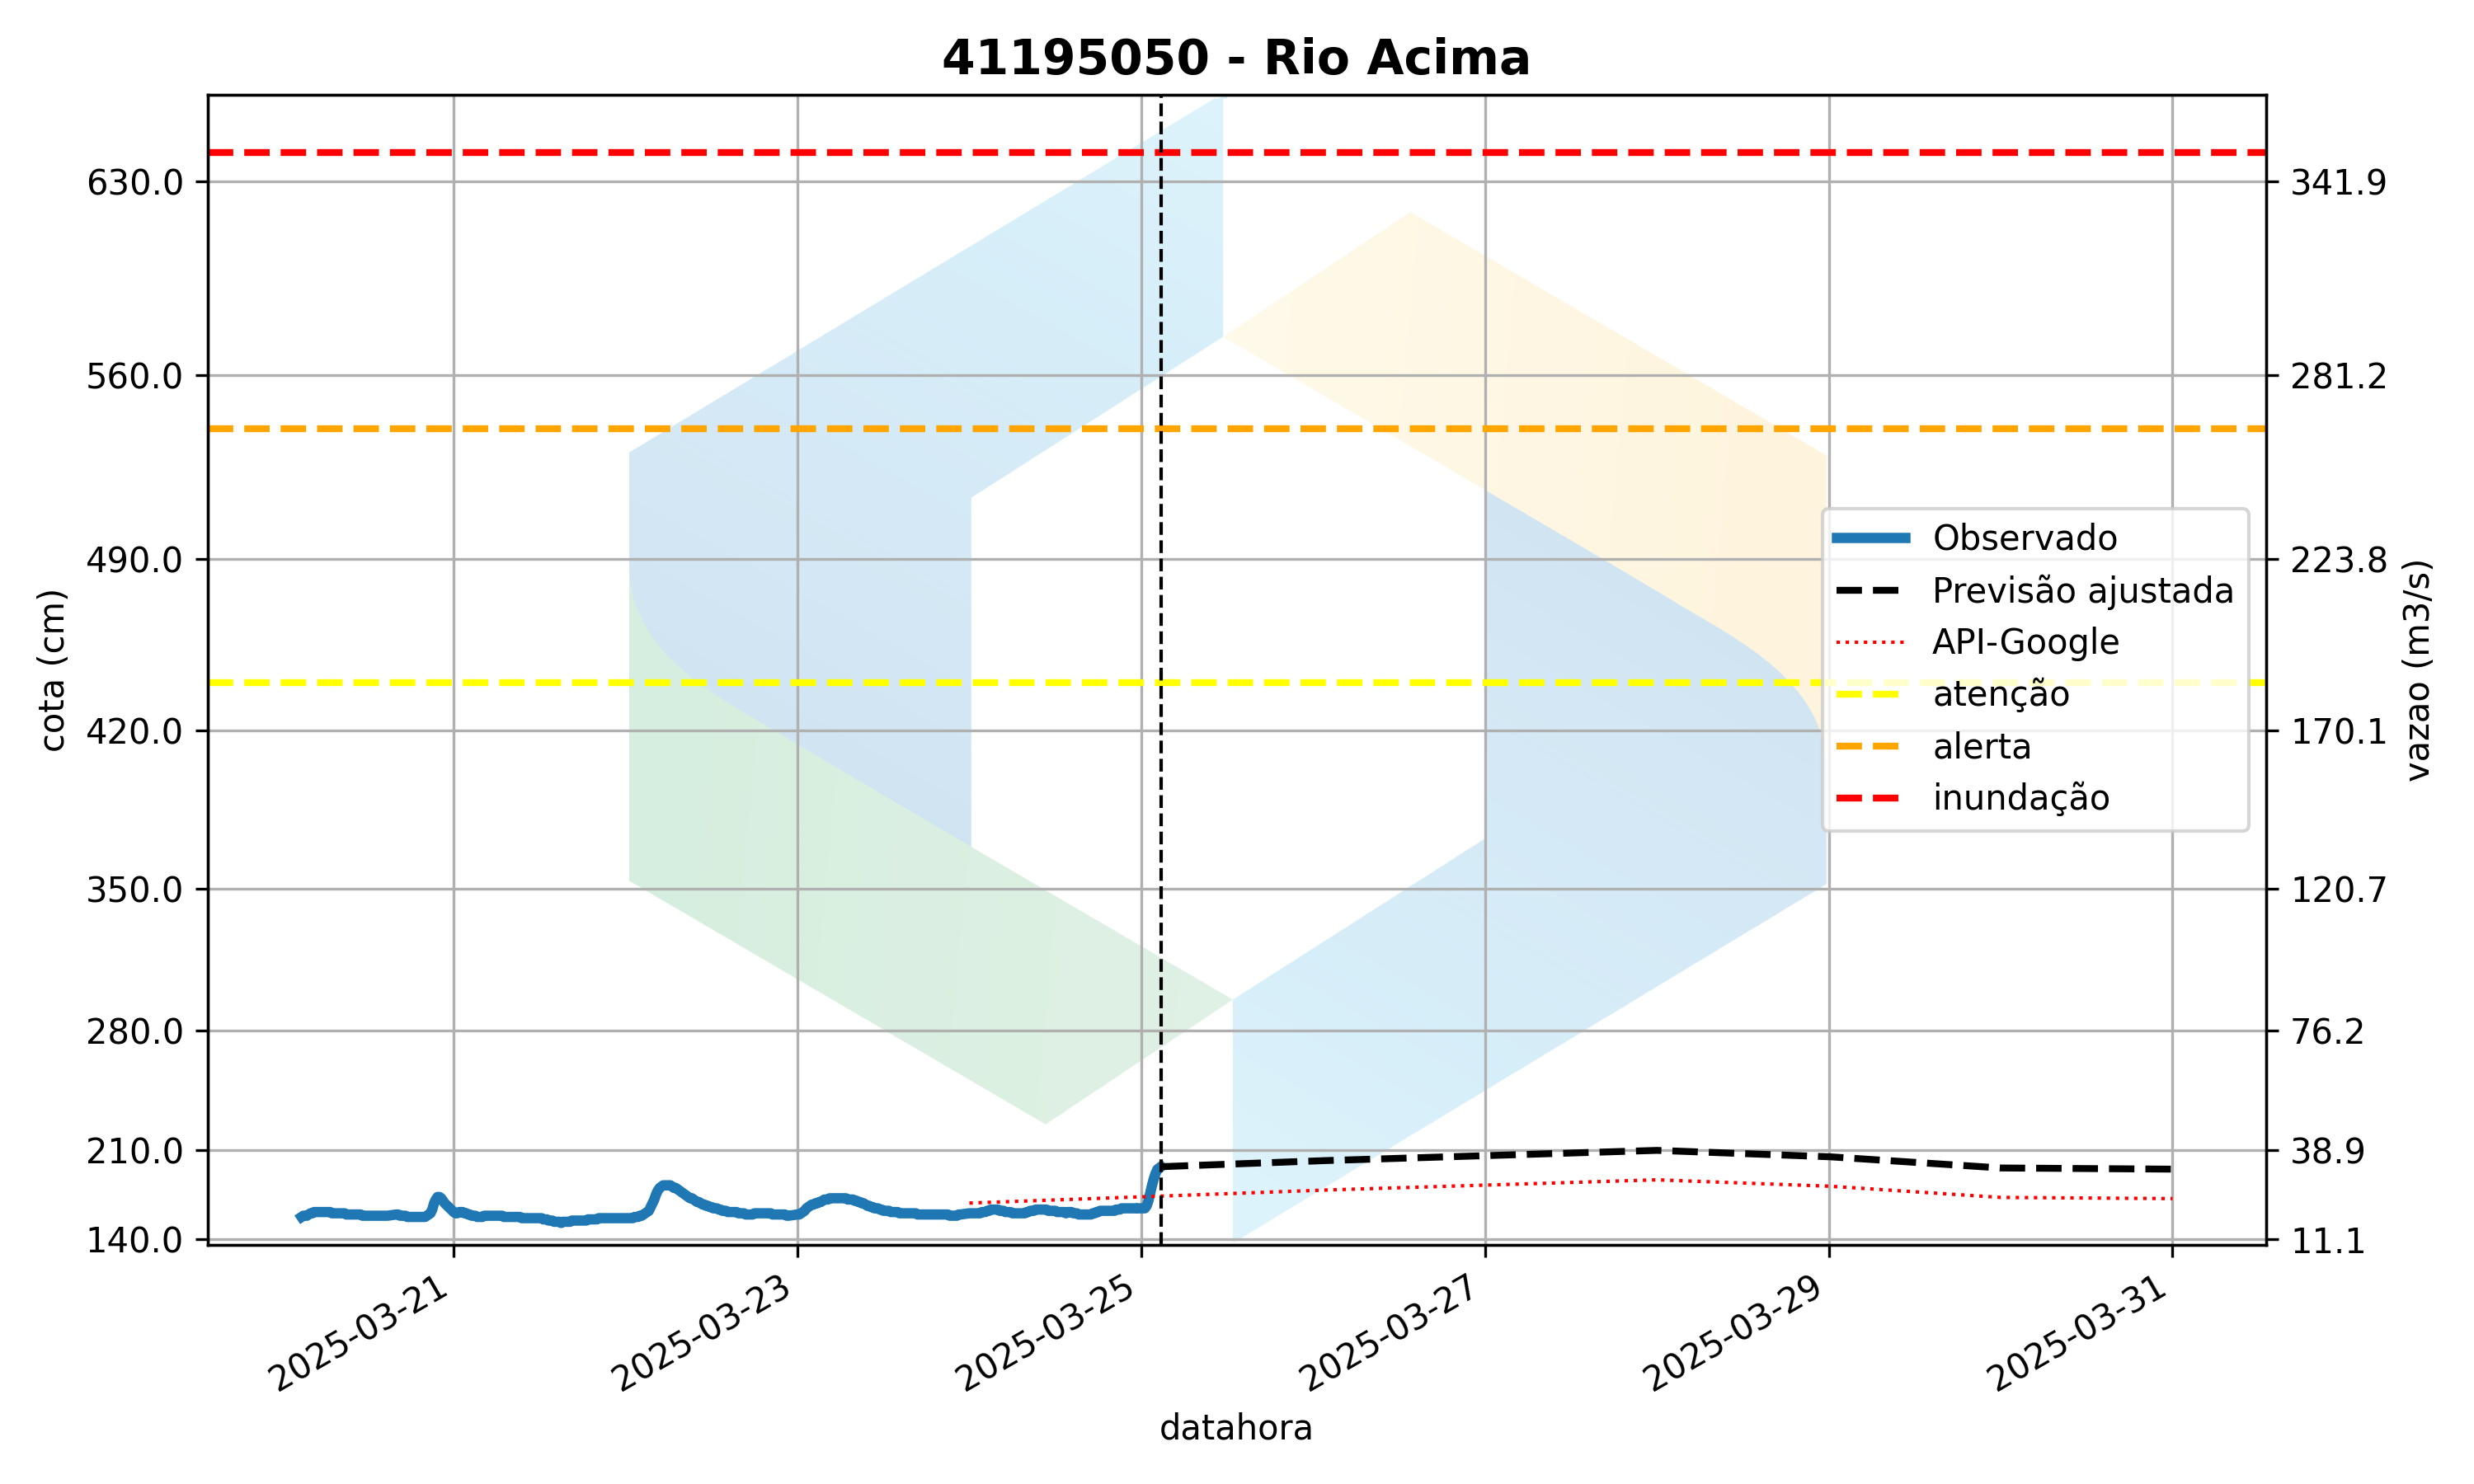 41195050 - Rio Acima
cota (cm)
630.0
560.0
490.0
420.0
350.0
280.0
210.0
140.0
341.9
281.2
223.8
170.1
120.7
76.2
38.9
11.1
vazao (m3/s)
Observado
Previsão ajustada
API-Google
atenção
alerta
inundação
2025-03-21
2025-03-23
2025-03-25
2025-03-27
2025-03-29
2025-03-31
datahora